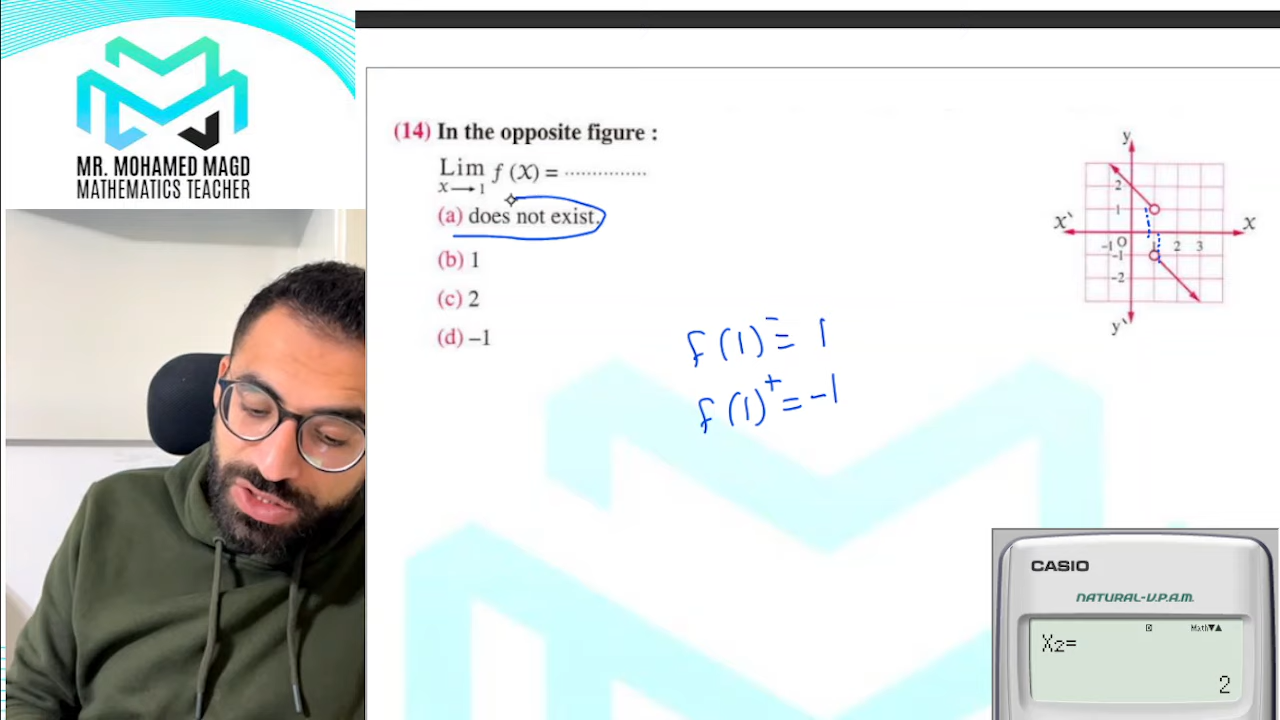 MR. MOHAMED MAGD
MATHEMATICS TEACHER
(14) In the opposite figure :
Lim f (X) = ...............
X → 1
(a) does not exist.
(b) 1
(c) 2
(d) –1
f(1)⁻ = 1
f(1)⁺ = -1
y
2
1
x` -1 O 1 2 3 x
-1
-2
y`
CASIO
NATURAL-V.P.A.M.
Math▼▲
X₂=
2